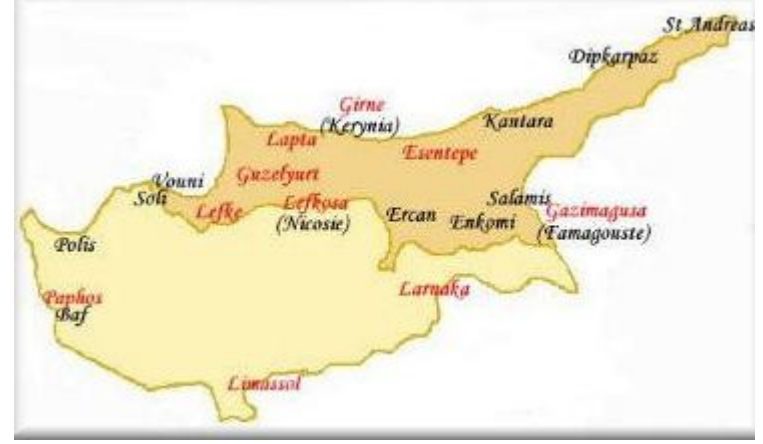 St Andreas
Dipkarpaz
Girne
(Kerynia)
Kantara
Lapta
Esentepe
Vouni
Guzelyurt
Soli
Lefke
Lefkosa
(Nicosie)
Ercan
Salamis
Enkomi
Gazimagusa
(Famagouste)
Polis
Paphos
Baf
Larnaka
Limassol